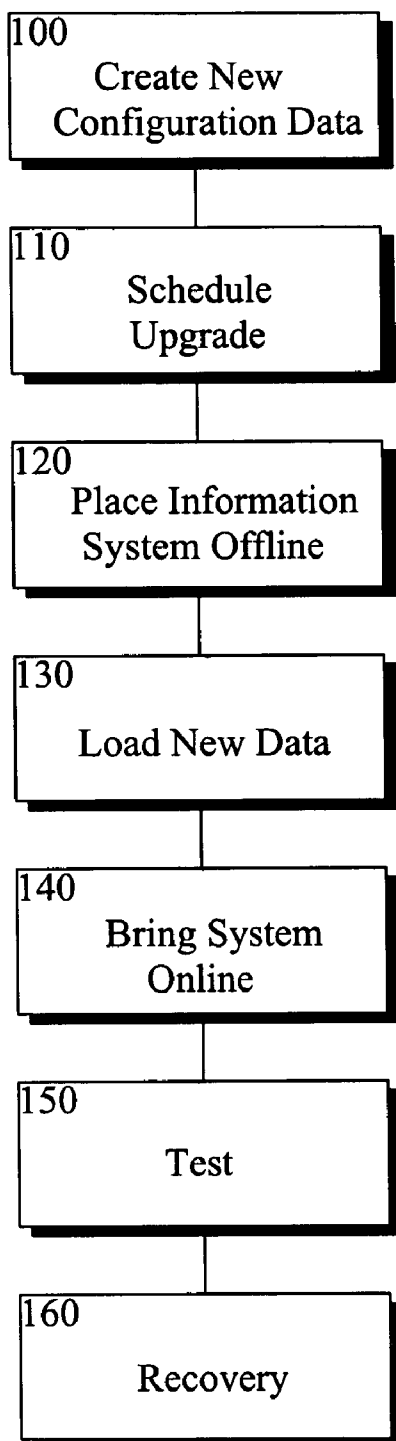 100
Create New
Configuration Data
110
Schedule
Upgrade
120
Place Information
System Offline
130
Load New Data
140
Bring System
Online
150
Test
160
Recovery